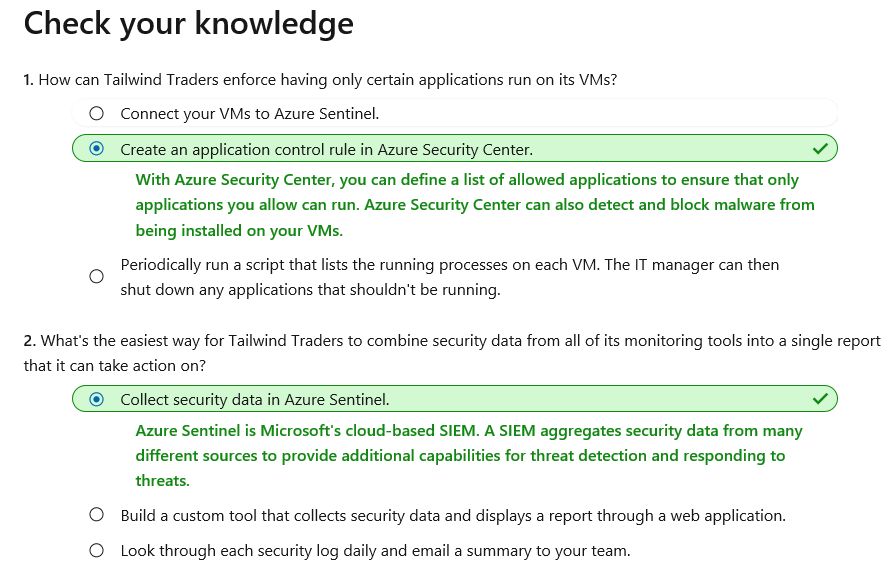 Check your knowledge
1. How can Tailwind Traders enforce having only certain applications run on its VMs?
Connect your VMs to Azure Sentinel.
Create an application control rule in Azure Security Center.
With Azure Security Center, you can define a list of allowed applications to ensure that only
applications you allow can run. Azure Security Center can also detect and block malware from
being installed on your VMs.
Periodically run a script that lists the running processes on each VM. The IT manager can then
shut down any applications that shouldn't be running.
2. What's the easiest way for Tailwind Traders to combine security data from all of its monitoring tools into a single report
that it can take action on?
Collect security data in Azure Sentinel.
Azure Sentinel is Microsoft's cloud-based SIEM. A SIEM aggregates security data from many
different sources to provide additional capabilities for threat detection and responding to
threats.
Build a custom tool that collects security data and displays a report through a web application.
Look through each security log daily and email a summary to your team.